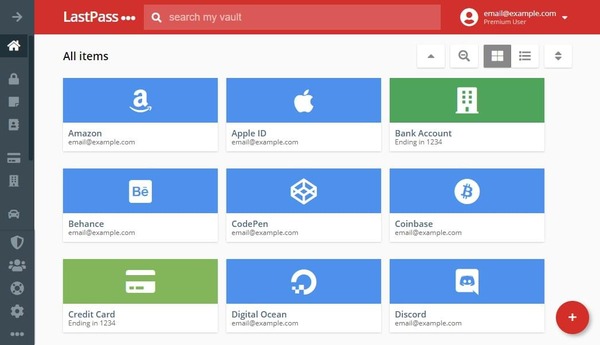 LastPass •••
search my vault
email@example.com
Premium User
All items
Amazon
email@example.com
Apple ID
email@example.com
Bank Account
Ending in 1234
Bē
Behance
email@example.com
CodePen
email@example.com
Coinbase
email@example.com
Credit Card
Ending in 1234
Digital Ocean
email@example.com
Discord
email@example.com
+